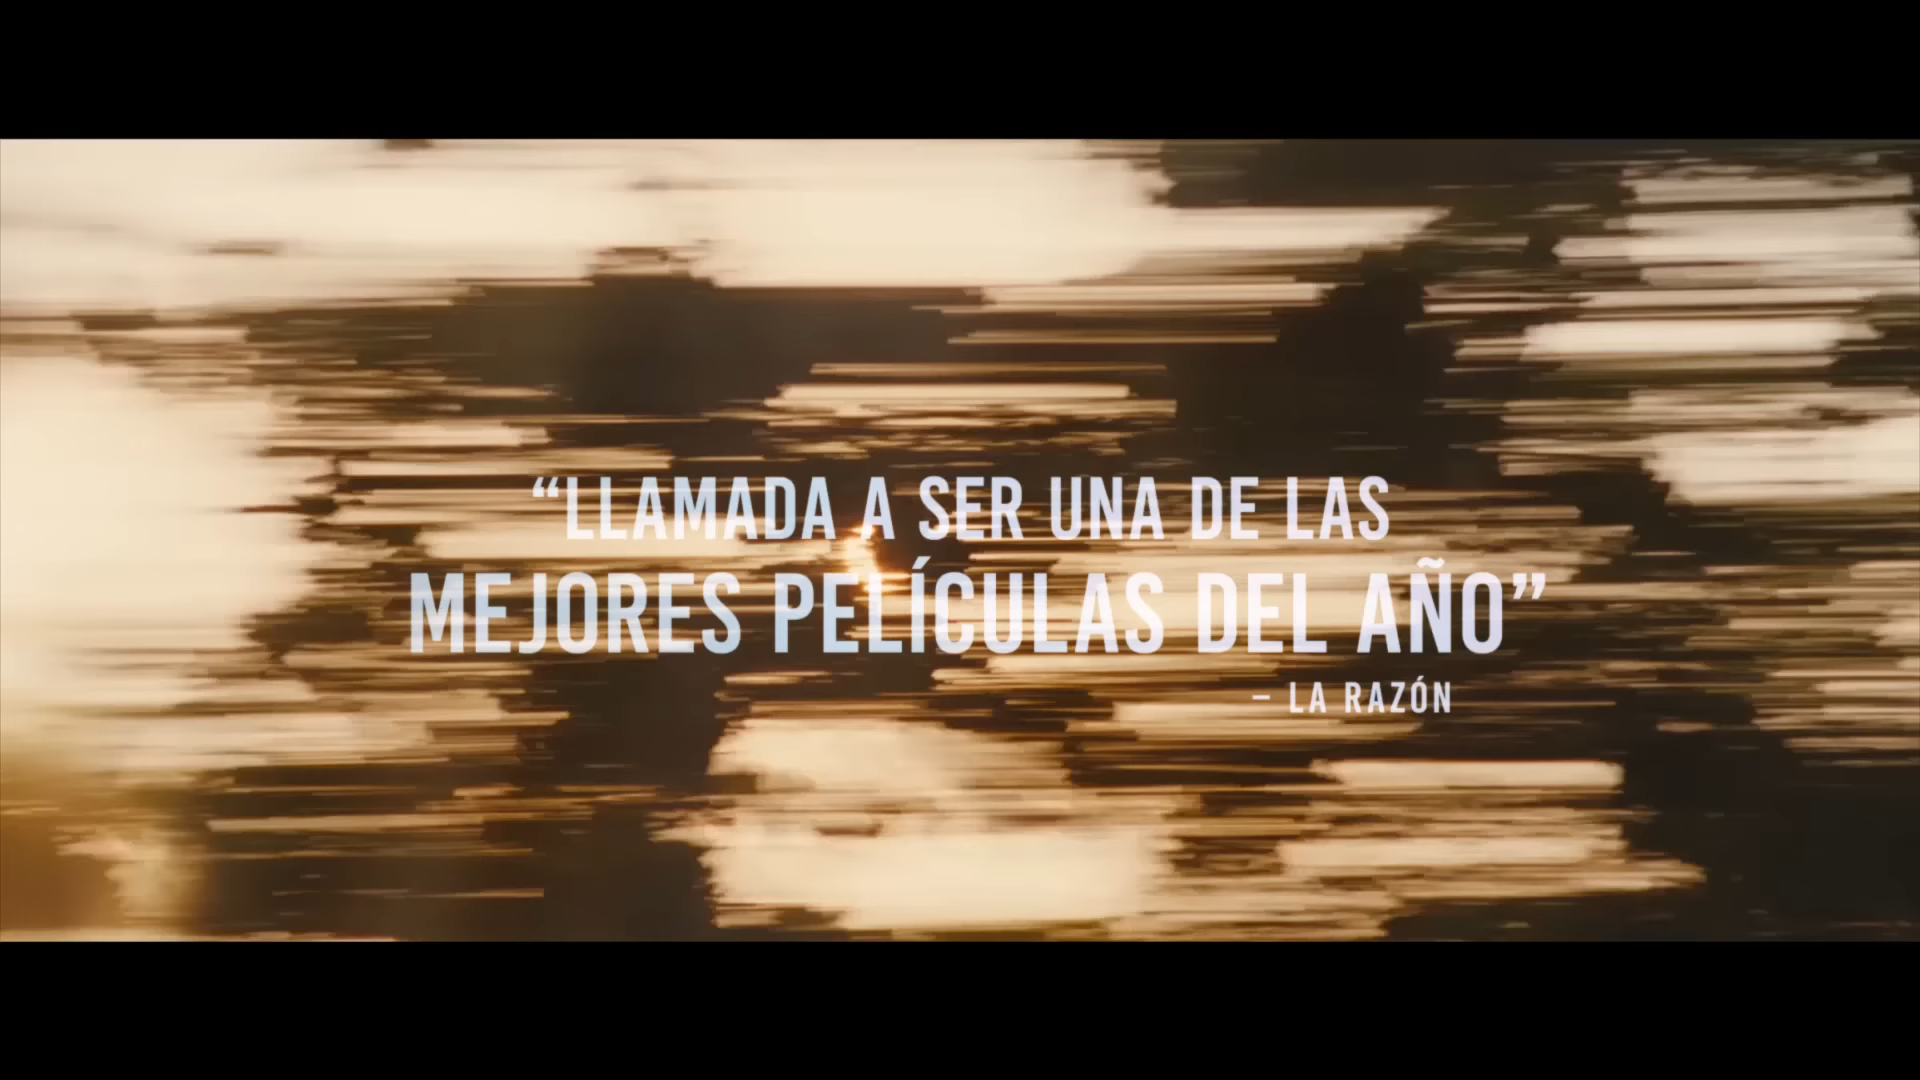 “LLAMADA A SER UNA DE LAS
MEJORES PELÍCULAS DEL AÑO”
– LA RAZÓN